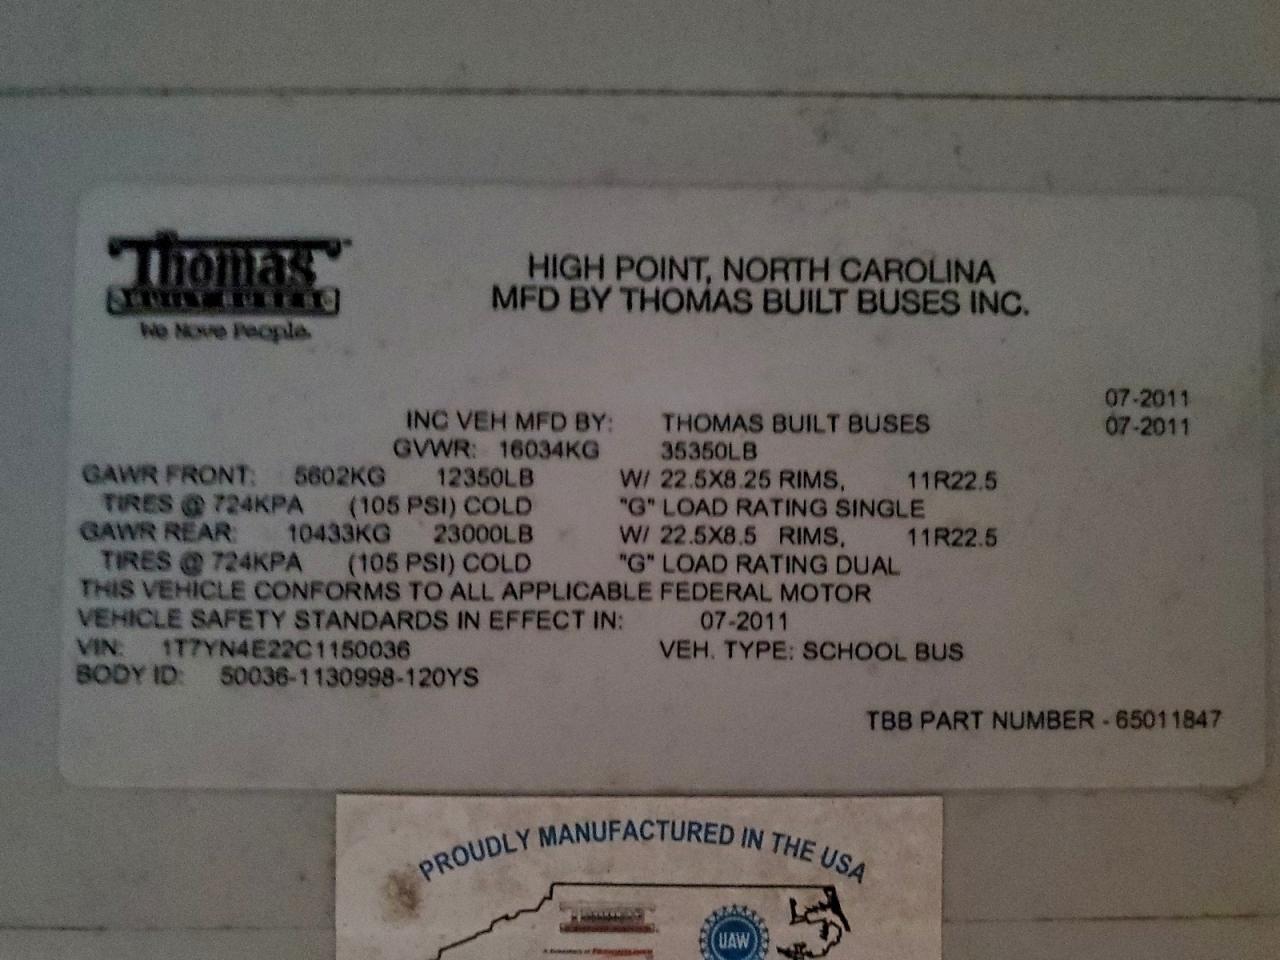 Thomas
BUILT BUSES
We Move People.
HIGH POINT, NORTH CAROLINA
MFD BY THOMAS BUILT BUSES INC.
07-2011
INC VEH MFD BY: THOMAS BUILT BUSES 07-2011
GVWR: 16034KG 35350LB
GAWR FRONT: 5602KG 12350LB W/ 22.5X8.25 RIMS, 11R22.5
TIRES @ 724KPA (105 PSI) COLD "G" LOAD RATING SINGLE
GAWR REAR: 10433KG 23000LB W/ 22.5X8.5 RIMS, 11R22.5
TIRES @ 724KPA (105 PSI) COLD "G" LOAD RATING DUAL
THIS VEHICLE CONFORMS TO ALL APPLICABLE FEDERAL MOTOR
VEHICLE SAFETY STANDARDS IN EFFECT IN: 07-2011
VIN: 1T7YN4E22C1150036 VEH. TYPE: SCHOOL BUS
BODY ID: 50036-1130998-120YS
TBB PART NUMBER - 65011847
PROUDLY MANUFACTURED IN THE USA
Thomas
UAW